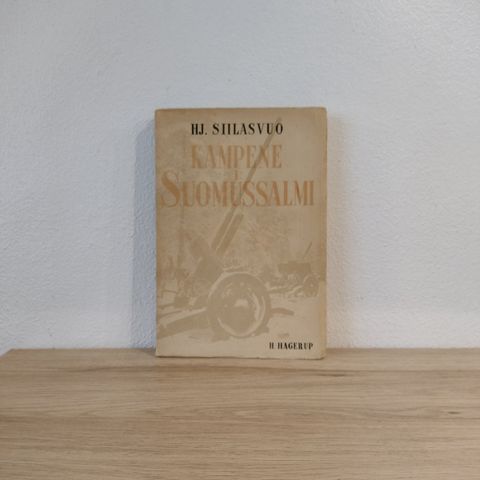 HJ. SIILASVUO
KAMPENE
I
SUOMUSSALMI
H. HAGERUP